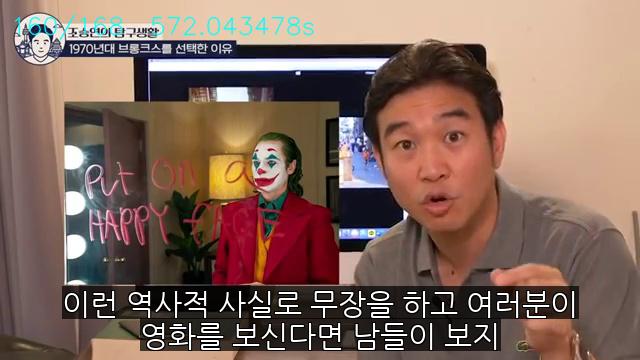 160/168 572.043478s
조승연의 탐구생활
1970년대 브롱크스를 선택한 이유
PUT ON a
HAPPY FACE
이런 역사적 사실로 무장을 하고 여러분이
영화를 보신다면 남들이 보지